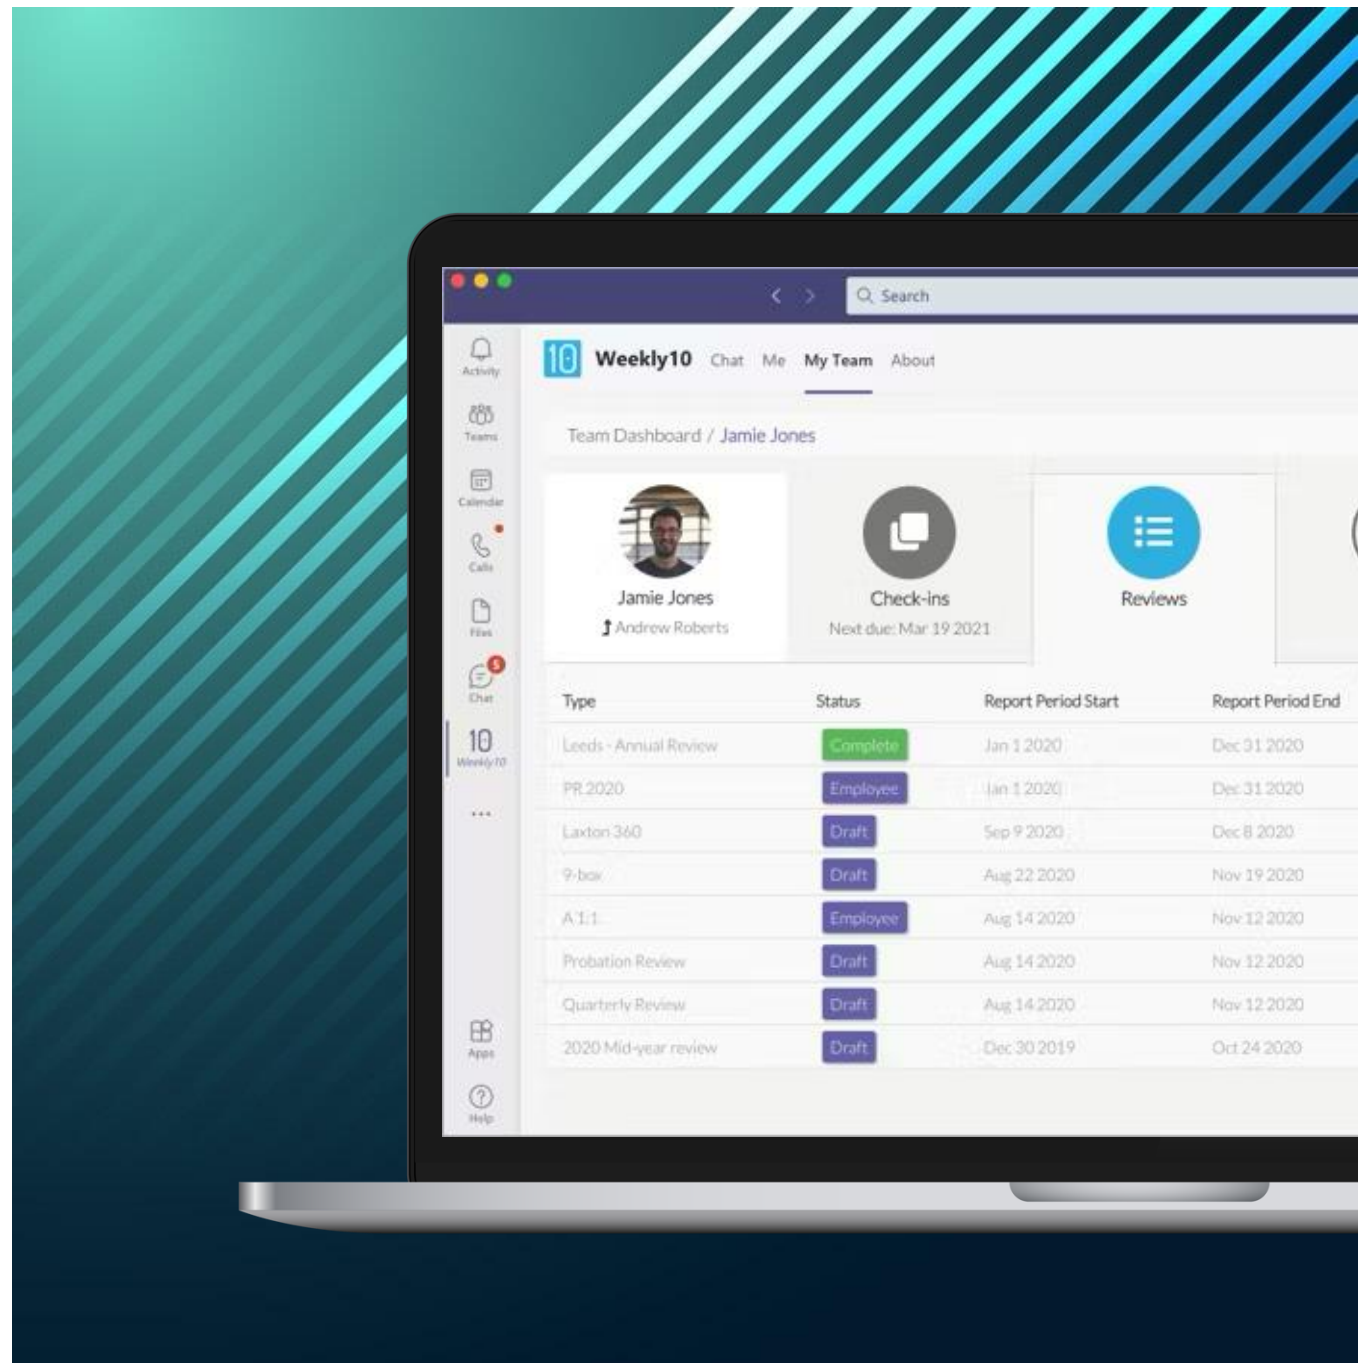 Search
Activity
Teams
Calendar
Calls
Files
5
Chat
10
Weekly10
Apps
Help
10 Weekly10 Chat Me My Team About
Team Dashboard / Jamie Jones
Jamie Jones
Andrew Roberts
Check-ins
Next due: Mar 19 2021
Reviews
Type Status Report Period Start Report Period End
Leeds - Annual Review Complete Jan 1 2020 Dec 31 2020
PR 2020 Employee Jan 1 2020 Dec 31 2020
Laxton 360 Draft Sep 9 2020 Dec 8 2020
9-box Draft Aug 22 2020 Nov 19 2020
A 1:1 Employee Aug 14 2020 Nov 12 2020
Probation Review Draft Aug 14 2020 Nov 12 2020
Quarterly Review Draft Aug 14 2020 Nov 12 2020
2020 Mid-year review Draft Dec 30 2019 Oct 24 2020